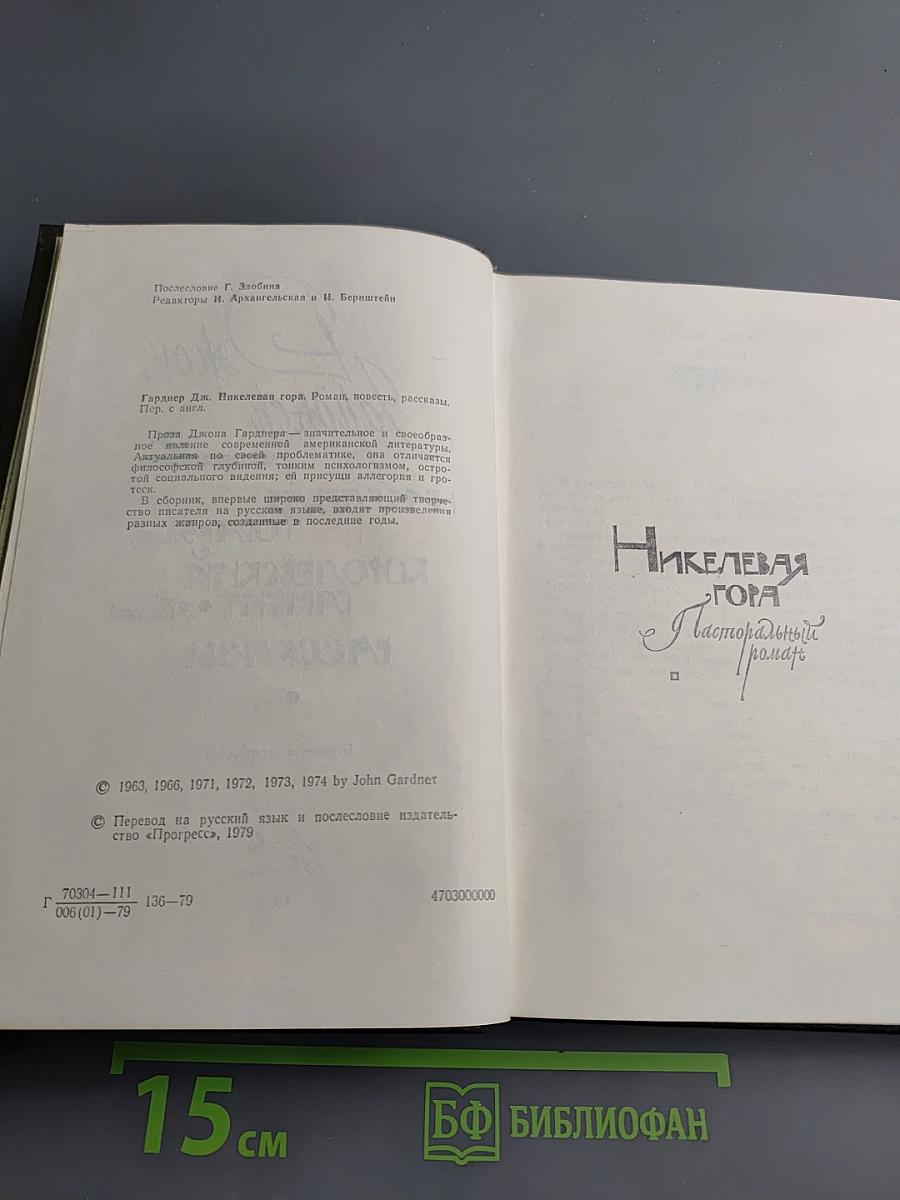 Послесловие Г. Злобина
Редакторы И. Архангельская и И. Бернштейн
Гарднер Дж. Никелевая гора. Роман, повесть, рассказы.
Пер. с англ.
Проза Джона Гарднера — значительное и своеобраз-
ное явление современной американской литературы.
Актуальная по своей проблематике, она отличается
философской глубиной, тонким психологизмом, остро-
той социального видения; ей присущи аллегория и гро-
теск.
В сборник, впервые широко представляющий творче-
ство писателя на русском языке, входят произведения
разных жанров, созданные в последние годы.
© 1963, 1966, 1971, 1972, 1973, 1974 by John Gardner
© Перевод на русский язык и послесловие издатель-
ство «Прогресс», 1979
Г 70304—111 136—79
006(01)—79
4703000000
НИКЕЛЕВАЯ
ГОРА
Пасторальный
роман
15 см
БФ БИБЛИОФАН